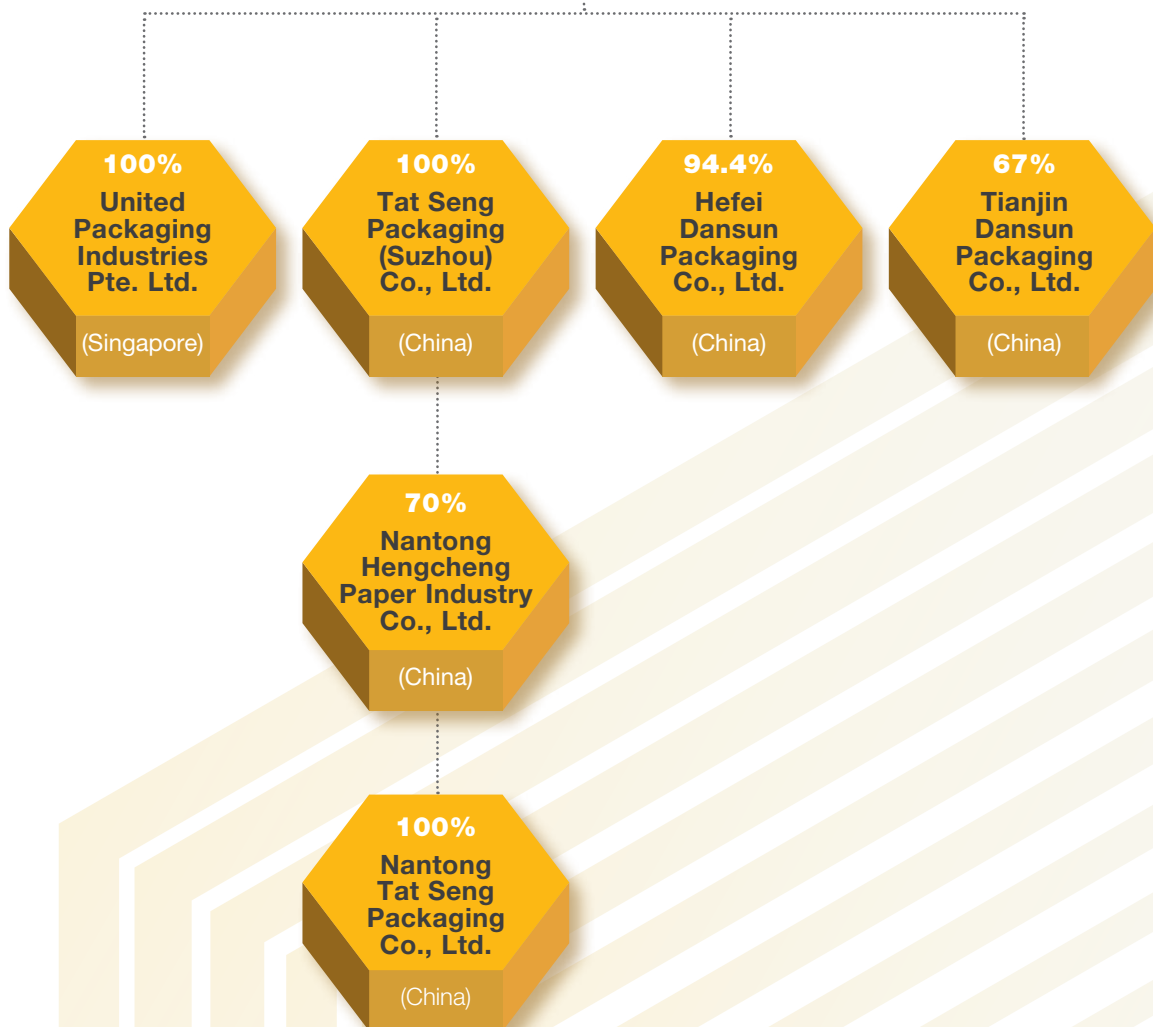 100%
United
Packaging
Industries
Pte. Ltd.
(Singapore)
100%
Tat Seng
Packaging
(Suzhou)
Co., Ltd.
(China)
94.4%
Hefei
Dansun
Packaging
Co., Ltd.
(China)
67%
Tianjin
Dansun
Packaging
Co., Ltd.
(China)
70%
Nantong
Hengcheng
Paper Industry
Co., Ltd.
(China)
100%
Nantong
Tat Seng
Packaging
Co., Ltd.
(China)